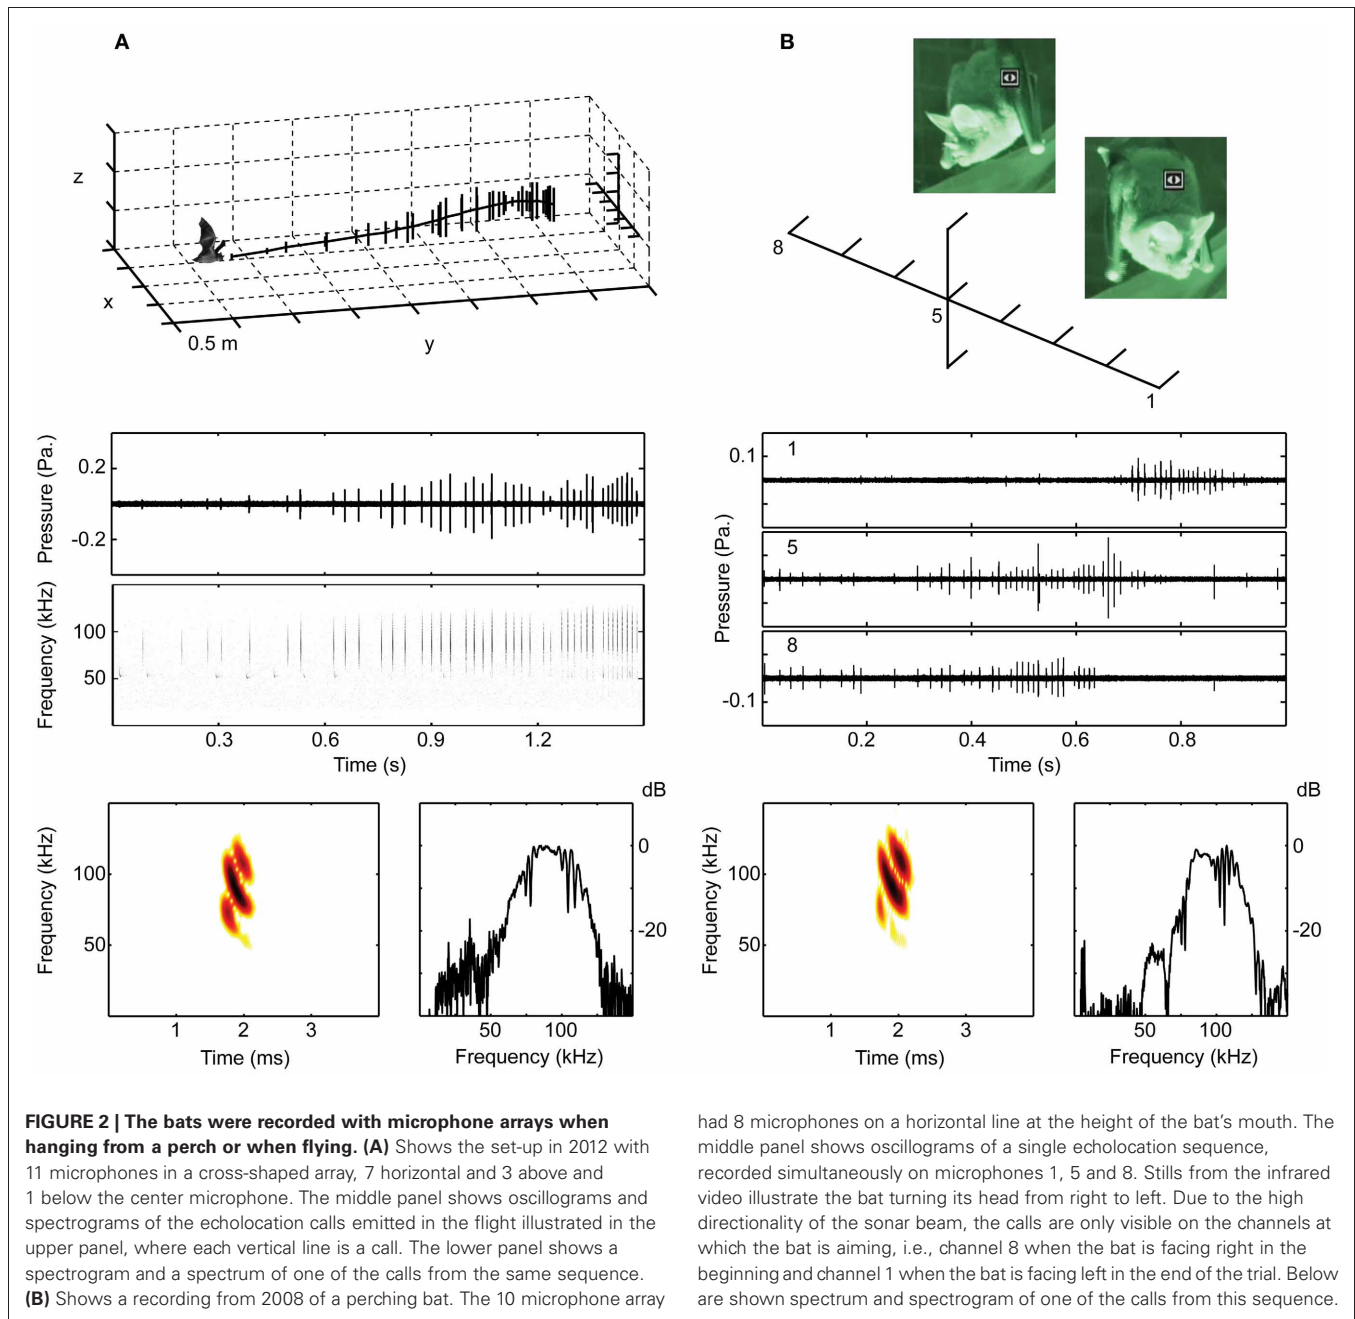 A
z
x
0.5 m
y
B
8
5
1
Pressure (Pa.)
0.2
-0.2
Frequency (kHz)
100
50
0.3 0.6 0.9 1.2
Time (s)
Pressure (Pa.)
0.1
1
5
8
-0.1
0.2 0.4 0.6 0.8
Time (s)
Frequency (kHz)
100
50
1 2 3
Time (ms)
dB
0
-20
50 100
Frequency (kHz)
Frequency (kHz)
100
50
1 2 3
Time (ms)
dB
0
-20
50 100
Frequency (kHz)
FIGURE 2 | The bats were recorded with microphone arrays when
hanging from a perch or when flying. (A) Shows the set-up in 2012 with
11 microphones in a cross-shaped array, 7 horizontal and 3 above and
1 below the center microphone. The middle panel shows oscillograms and
spectrograms of the echolocation calls emitted in the flight illustrated in the
upper panel, where each vertical line is a call. The lower panel shows a
spectrogram and a spectrum of one of the calls from the same sequence.
(B) Shows a recording from 2008 of a perching bat. The 10 microphone array
had 8 microphones on a horizontal line at the height of the bat's mouth. The
middle panel shows oscillograms of a single echolocation sequence,
recorded simultaneously on microphones 1, 5 and 8. Stills from the infrared
video illustrate the bat turning its head from right to left. Due to the high
directionality of the sonar beam, the calls are only visible on the channels at
which the bat is aiming, i.e., channel 8 when the bat is facing right in the
beginning and channel 1 when the bat is facing left in the end of the trial. Below
are shown spectrum and spectrogram of one of the calls from this sequence.